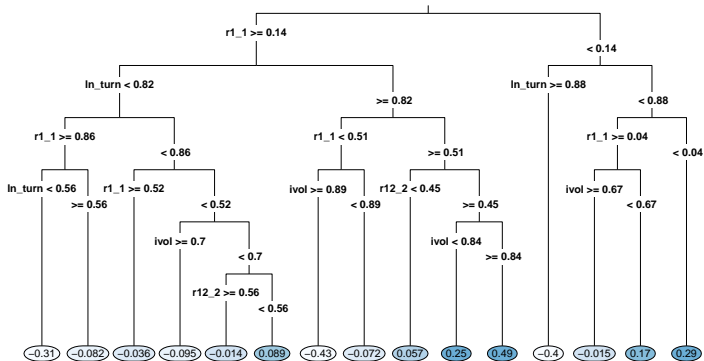 r1_1 >= 0.14
< 0.14
ln_turn < 0.82
>= 0.82
ln_turn >= 0.88
< 0.88
r1_1 >= 0.86
< 0.86
r1_1 < 0.51
>= 0.51
r1_1 >= 0.04
< 0.04
ln_turn < 0.56
>= 0.56
r1_1 >= 0.52
< 0.52
ivol >= 0.89
< 0.89
r12_2 < 0.45
>= 0.45
ivol >= 0.67
< 0.67
ivol >= 0.7
< 0.7
ivol < 0.84
>= 0.84
r12_2 >= 0.56
< 0.56
−0.31 −0.082 −0.036 −0.095 −0.014 0.089 −0.43 −0.072 0.057 0.25 0.49 −0.4 −0.015 0.17 0.29